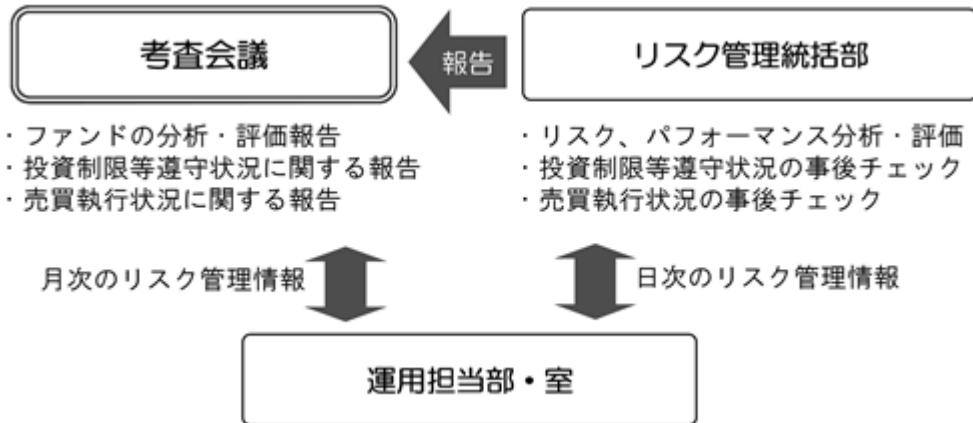 考査会議
報告
リスク管理統括部
・ファンドの分析・評価報告
・投資制限等遵守状況に関する報告
・売買執行状況に関する報告
・リスク、パフォーマンス分析・評価
・投資制限等遵守状況の事後チェック
・売買執行状況の事後チェック
月次のリスク管理情報
日次のリスク管理情報
運用担当部・室